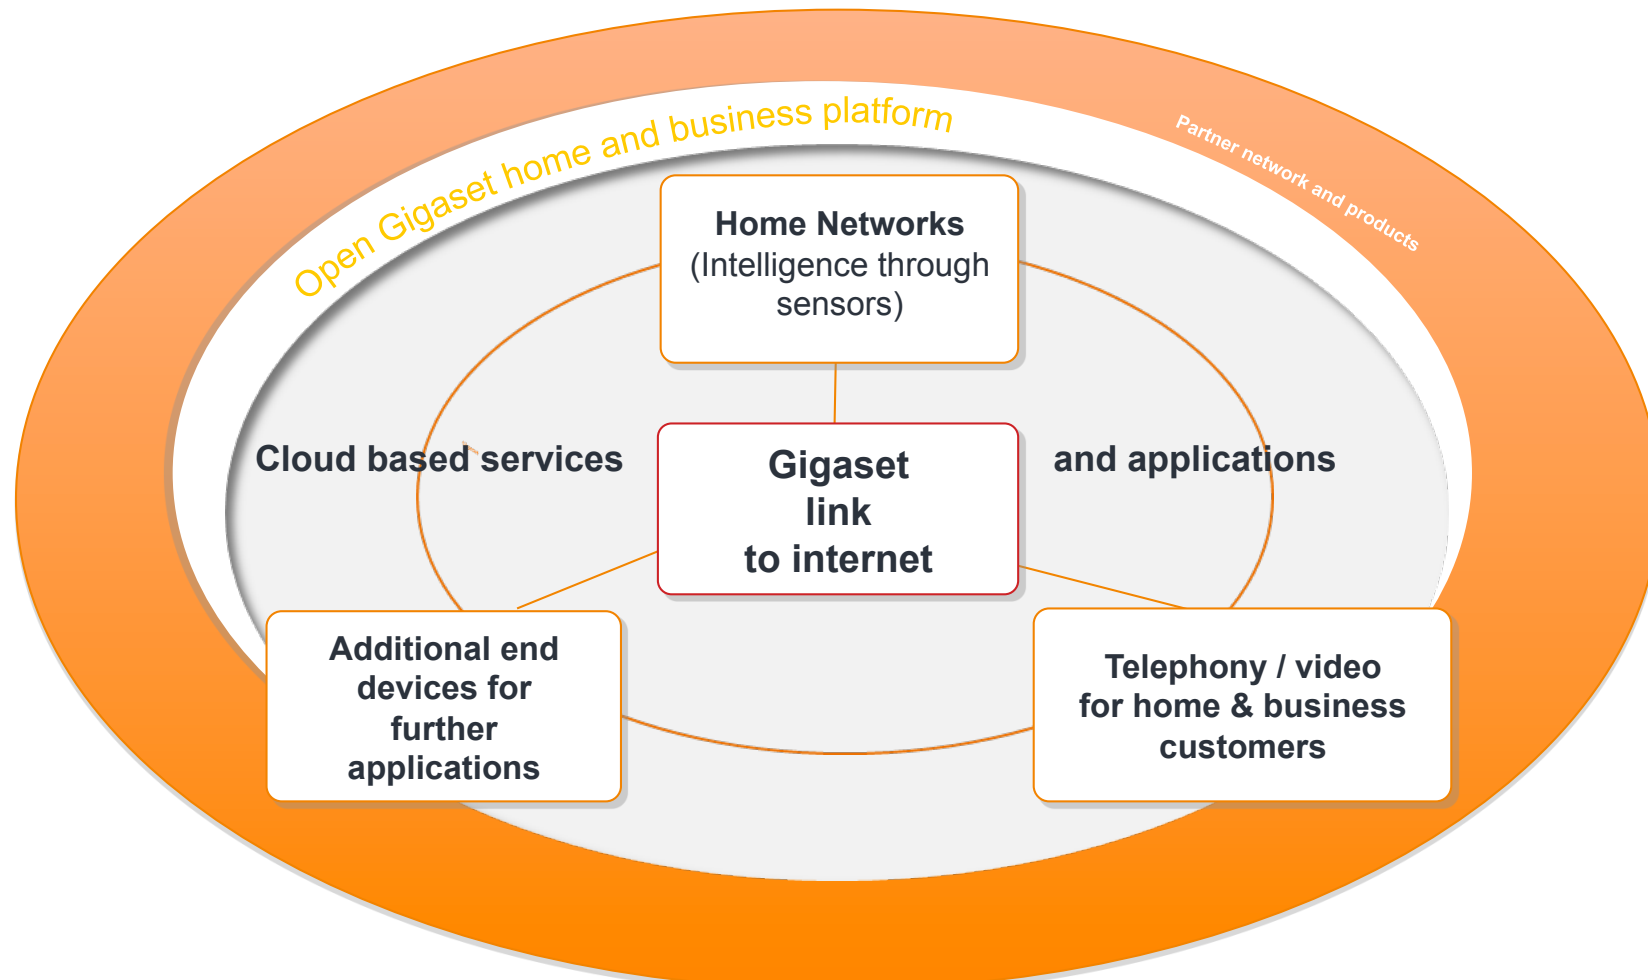 Open Gigaset home and business platform
Partner network and products
Home Networks
(Intelligence through
sensors)
Cloud based services
and applications
Gigaset
link
to internet
Additional end
devices for
further
applications
Telephony / video
for home & business
customers